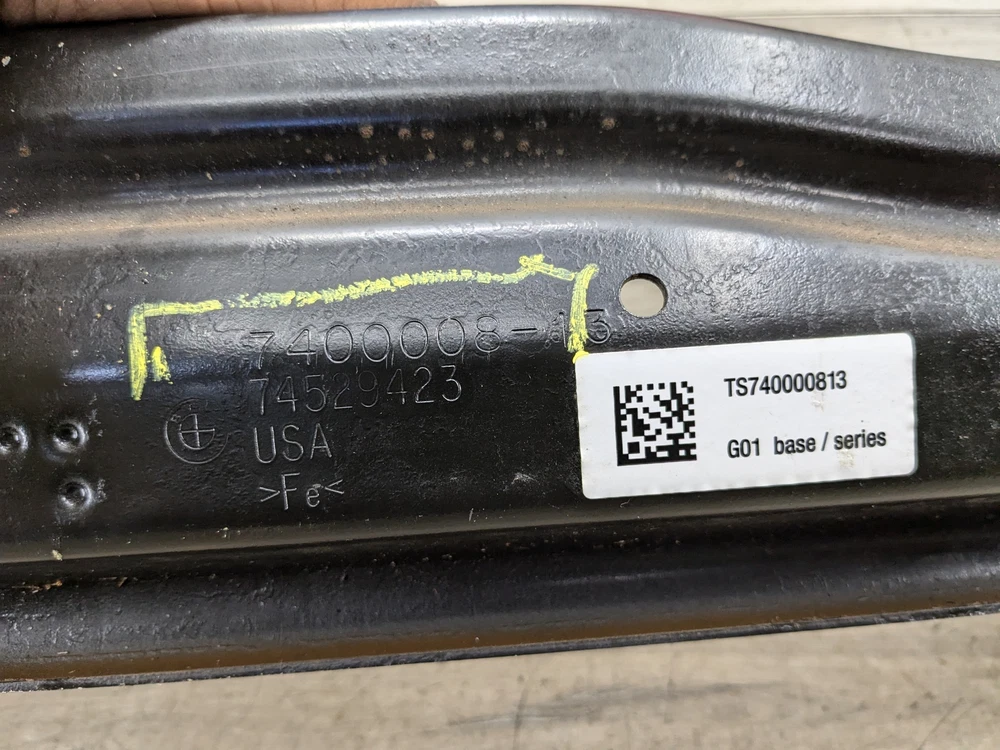 7400008-13
74529423
USA
>Fe<
TS740000813
G01 base / series